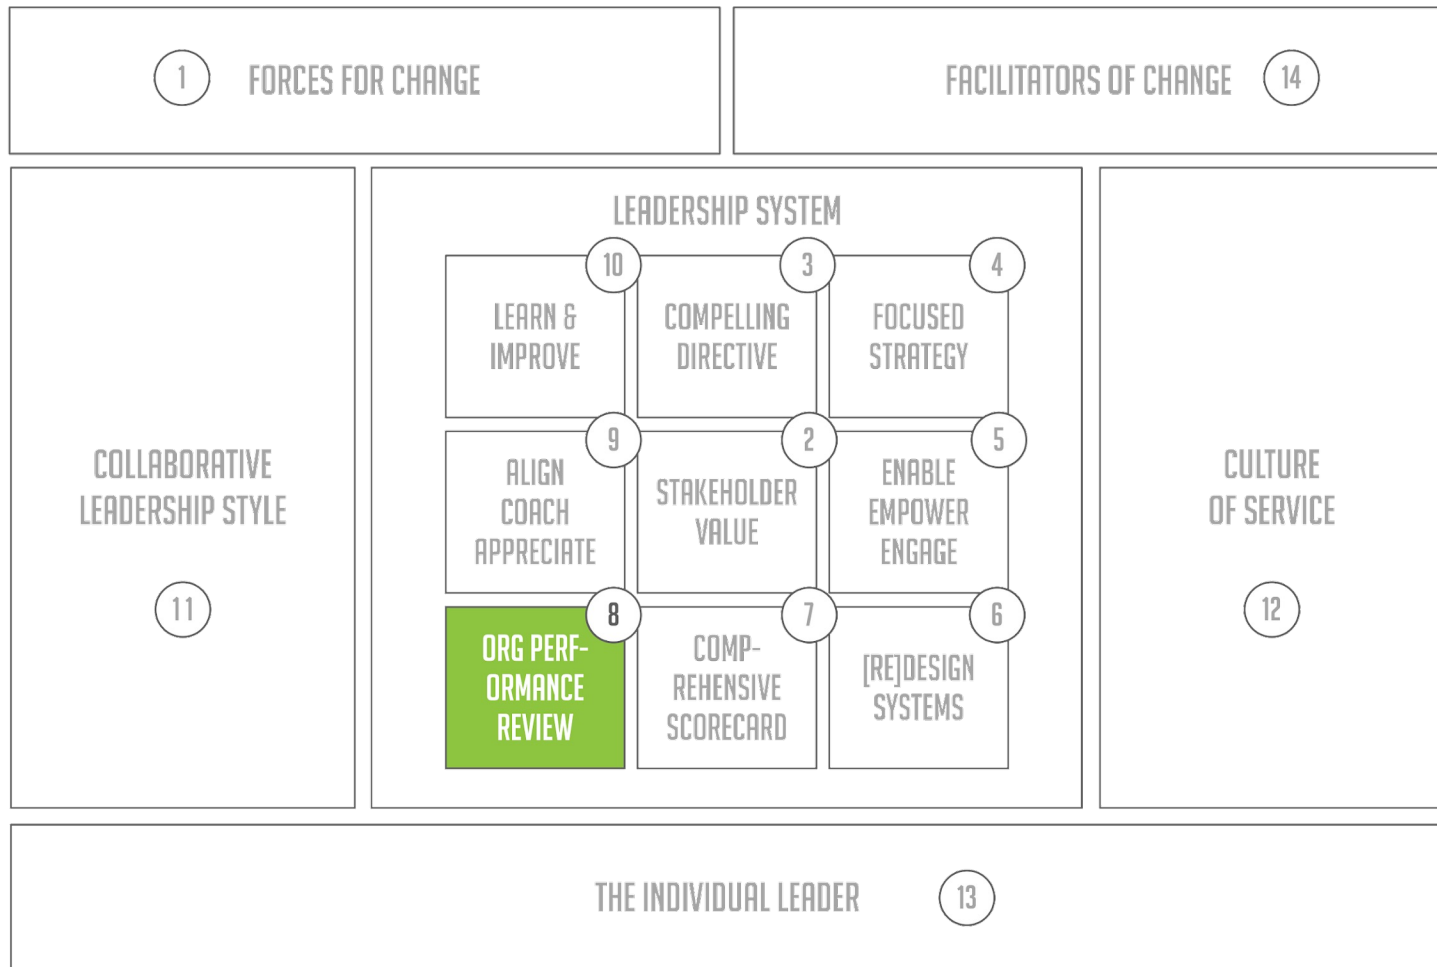 1 FORCES FOR CHANGE
FACILITATORS OF CHANGE 14
LEADERSHIP SYSTEM
10
LEARN &
IMPROVE
3
COMPELLING
DIRECTIVE
4
FOCUSED
STRATEGY
9
ALIGN
COACH
APPRECIATE
2
STAKEHOLDER
VALUE
5
ENABLE
EMPOWER
ENGAGE
8
ORG PERF-
ORMANCE
REVIEW
7
COMP-
REHENSIVE
SCORECARD
6
[RE]DESIGN
SYSTEMS
COLLABORATIVE
LEADERSHIP STYLE
11
CULTURE
OF SERVICE
12
THE INDIVIDUAL LEADER 13